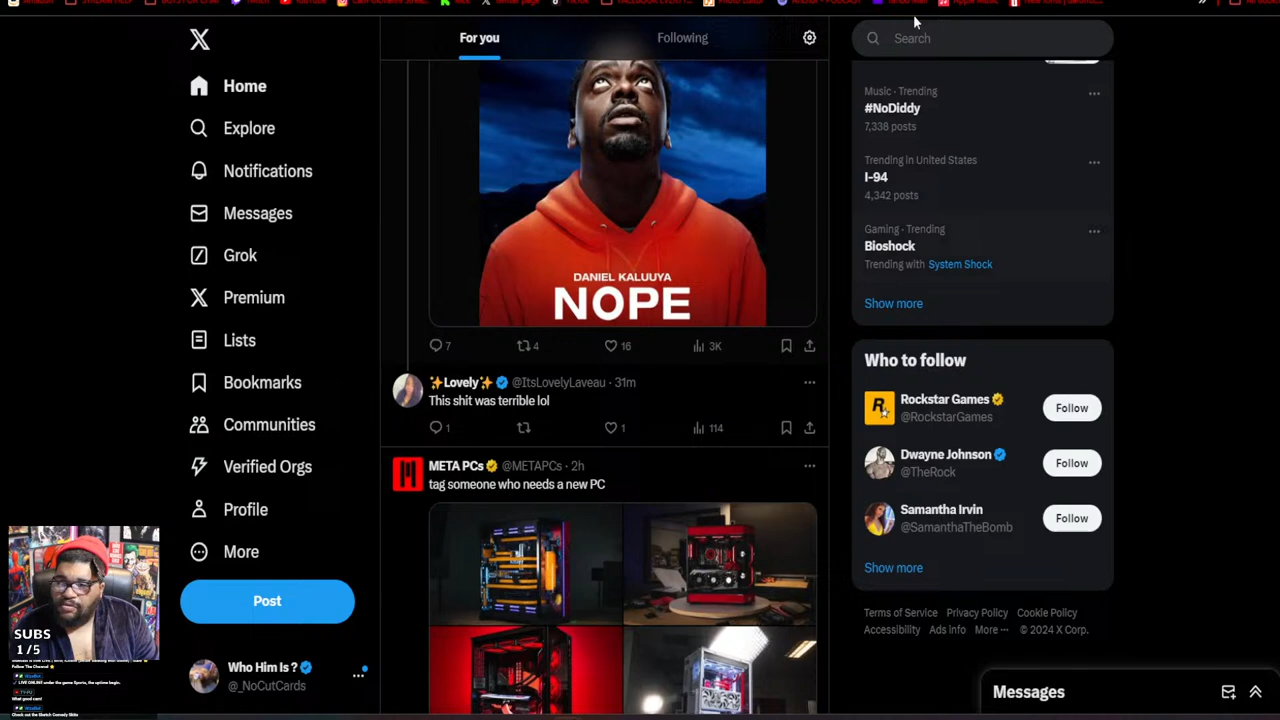 For you
Following
Search
Home
Explore
Notifications
Messages
Grok
Premium
Lists
Bookmarks
Communities
Verified Orgs
Profile
More
Post
Who Him Is ?
@_NoCutCards
SUBS
1 / 5
DANIEL KALUUYA
NOPE
7
4
16
3K
✨Lovely✨ @ItsLovelyLaveau · 31m
This shit was terrible lol
1
1
114
META PCs @METAPCs · 2h
tag someone who needs a new PC
Music · Trending
#NoDiddy
7,338 posts
Trending in United States
I-94
4,342 posts
Gaming · Trending
Bioshock
Trending with System Shock
Show more
Who to follow
Rockstar Games
@RockstarGames
Follow
Dwayne Johnson
@TheRock
Follow
Samantha Irvin
@SamanthaTheBomb
Follow
Show more
Terms of Service Privacy Policy Cookie Policy
Accessibility Ads info More ··· © 2024 X Corp.
Messages